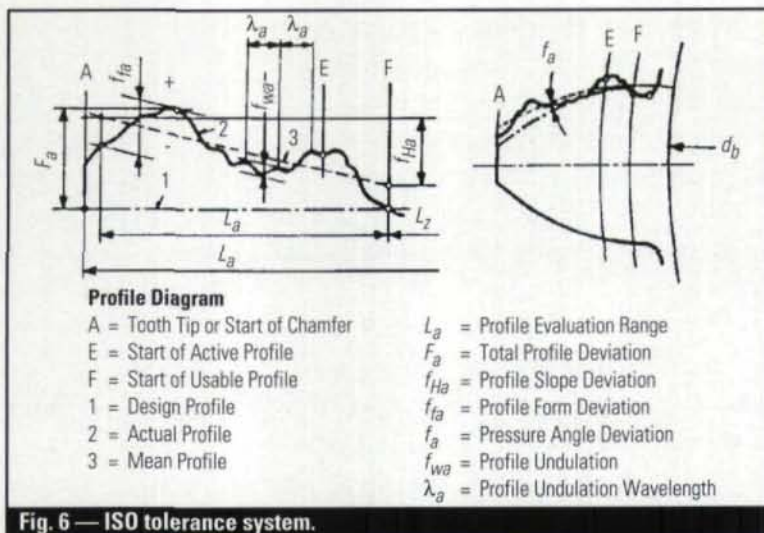 λa λa
A + E F
ffa
fwa
2 3
Fa
fHa
1
La Lz
La
E F
fa
A
db
Profile Diagram
A = Tooth Tip or Start of Chamfer
E = Start of Active Profile
F = Start of Usable Profile
1 = Design Profile
2 = Actual Profile
3 = Mean Profile
La = Profile Evaluation Range
Fa = Total Profile Deviation
fHa = Profile Slope Deviation
ffa = Profile Form Deviation
fa = Pressure Angle Deviation
fwa = Profile Undulation
λa = Profile Undulation Wavelength
Fig. 6 — ISO tolerance system.